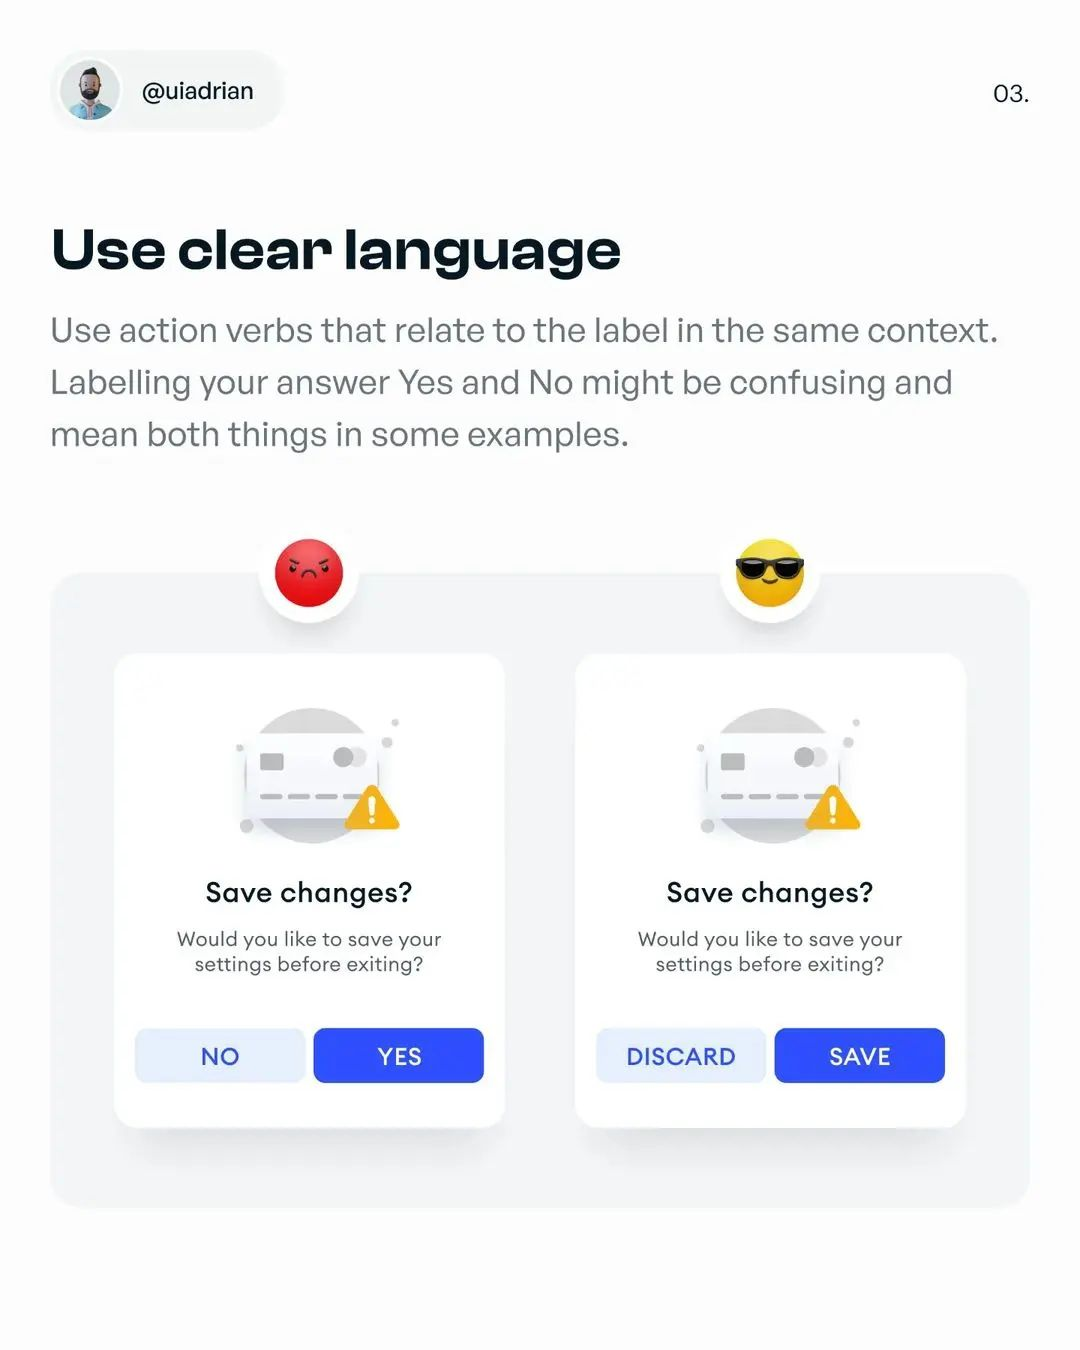 @uiadrian
03.
Use clear language
Use action verbs that relate to the label in the same context.
Labelling your answer Yes and No might be confusing and
mean both things in some examples.
Save changes?
Would you like to save your
settings before exiting?
NO
YES
Save changes?
Would you like to save your
settings before exiting?
DISCARD
SAVE